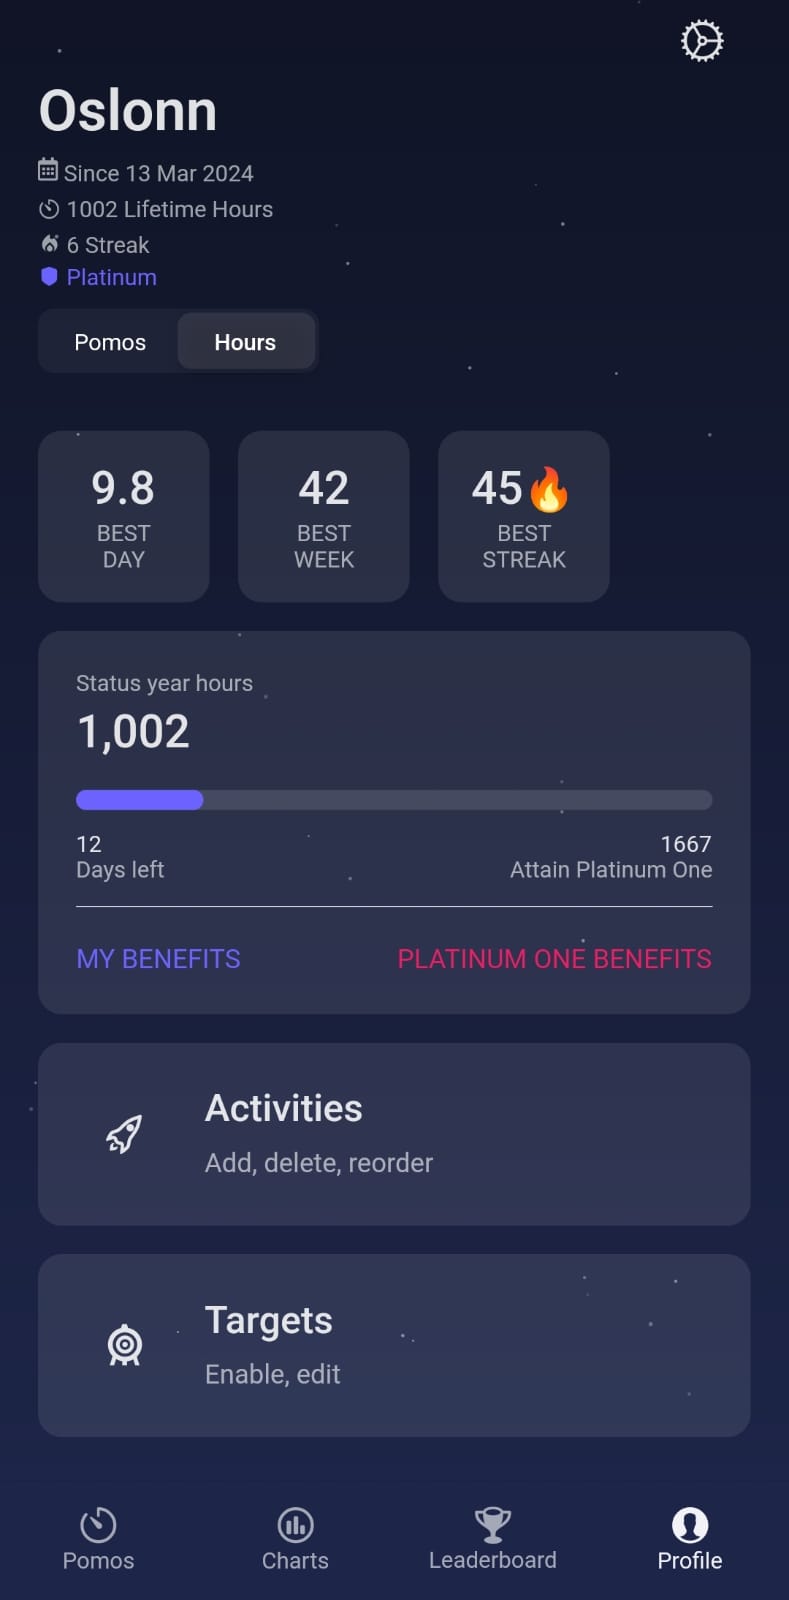 Oslonn
Since 13 Mar 2024
1002 Lifetime Hours
6 Streak
Platinum
Pomos Hours
9.8
BEST
DAY
42
BEST
WEEK
45🔥
BEST
STREAK
Status year hours
1,002
12
Days left
1667
Attain Platinum One
MY BENEFITS
PLATINUM ONE BENEFITS
Activities
Add, delete, reorder
Targets
Enable, edit
Pomos Charts Leaderboard Profile